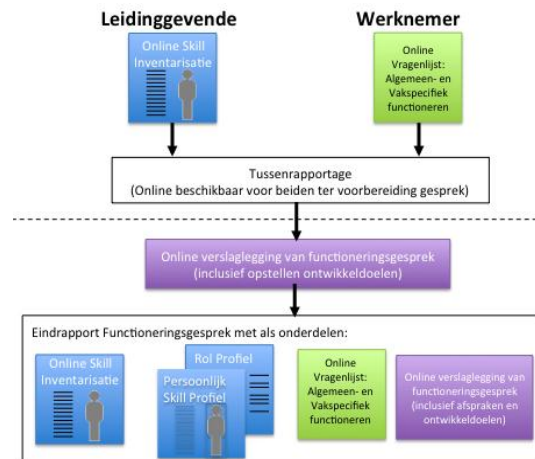 Leidinggevende
Werknemer
Online Skill
Inventarisatie
Online
Vragenlijst:
Algemeen- en
Vakspecifiek
functioneren
Tussenrapportage
(Online beschikbaar voor beiden ter voorbereiding gesprek)
Online verslaglegging van functioneringsgesprek
(inclusief opstellen ontwikkeldoelen)
Eindrapport Functioneringsgesprek met als onderdelen:
Online Skill
Inventarisatie
Rol Profiel
Persoonlijk
Skill Profiel
Online
Vragenlijst:
Algemeen- en
Vakspecifiek
functioneren
Online verslaglegging van
functioneringsgesprek
(inclusief afspraken en
ontwikkeldoelen)